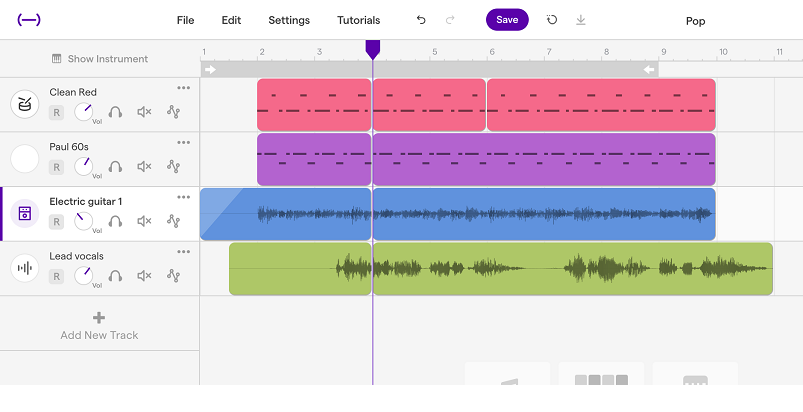 File Edit Settings Tutorials Save Pop
Show Instrument
1 2 3 5 6 7 8 9 10 11
Clean Red
R Vol
Paul 60s
R Vol
Electric guitar 1
R Vol
Lead vocals
R Vol
Add New Track